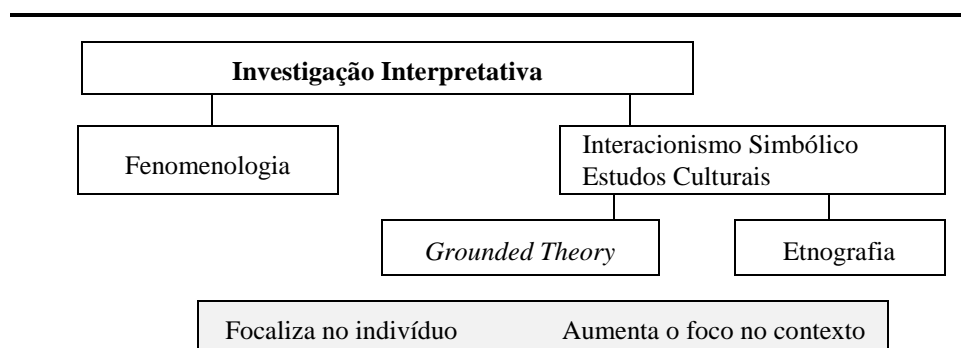 Investigação Interpretativa
Fenomenologia
Interacionismo Simbólico
Estudos Culturais
Grounded Theory
Etnografia
Focaliza no indivíduo Aumenta o foco no contexto